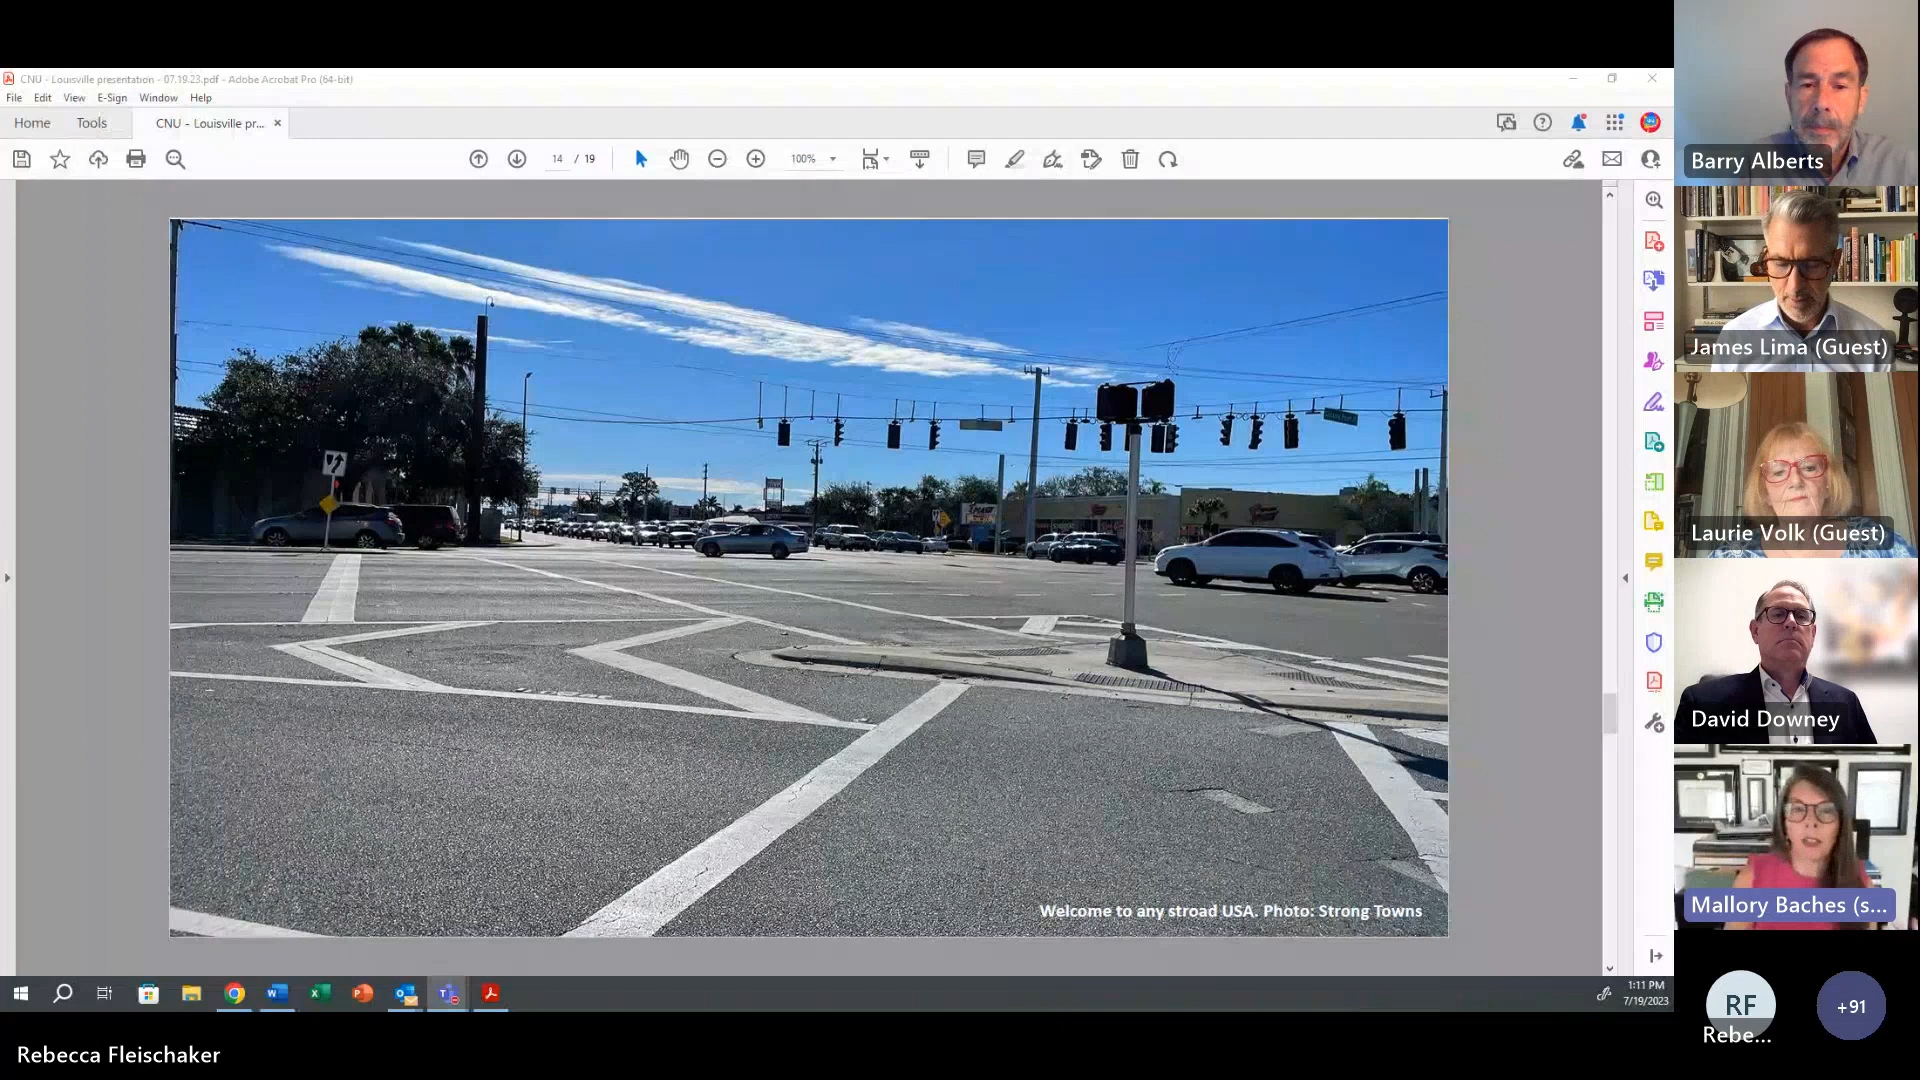 CNU - Louisville presentation - 07.19.23.pdf - Adobe Acrobat Pro (64-bit)
File Edit View E-Sign Window Help
Home Tools CNU - Louisville pr... ×
14 / 19 100%
Welcome to any stroad USA. Photo: Strong Towns
1:11 PM
7/19/2023
Rebecca Fleischaker
Barry Alberts
James Lima (Guest)
Laurie Volk (Guest)
David Downey
Mallory Baches (s...
RF
Rebe...
+91